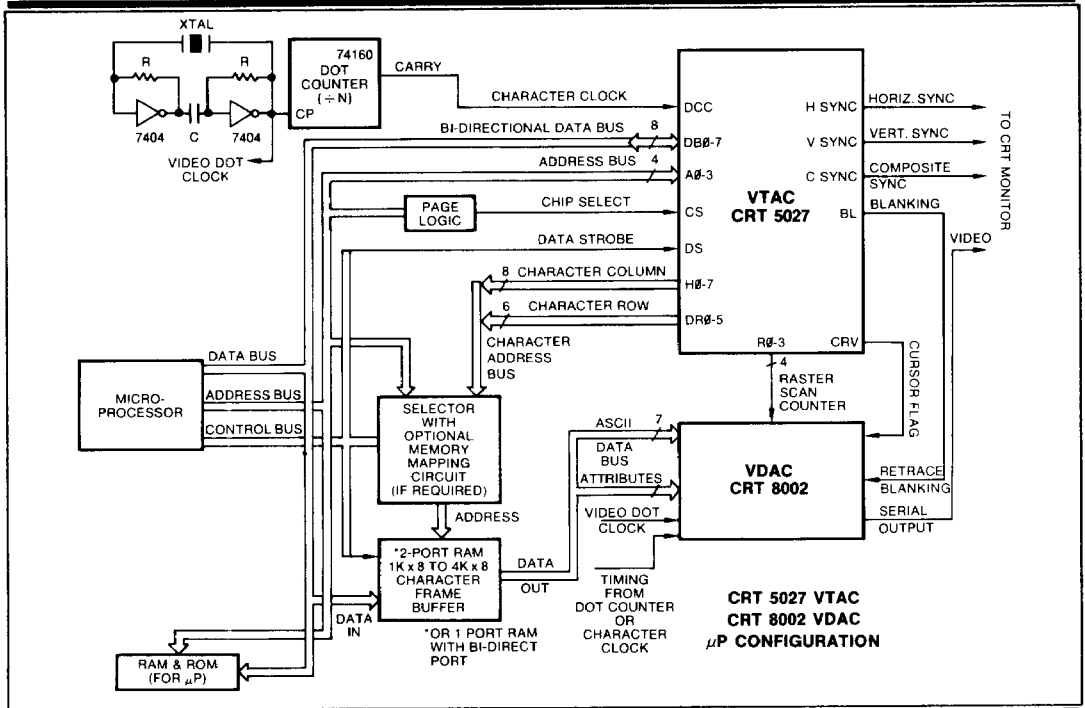 XTAL
R
R
7404
C
7404
VIDEO DOT
CLOCK
74160
DOT
COUNTER
(÷N)
CP
CARRY
CHARACTER CLOCK
BI-DIRECTIONAL DATA BUS
8
ADDRESS BUS
4
PAGE
LOGIC
CHIP SELECT
DATA STROBE
8
CHARACTER COLUMN
6
CHARACTER ROW
CHARACTER
ADDRESS
BUS
DCC
DBØ-7
AØ-3
CS
DS
HØ-7
DRØ-5
VTAC
CRT 5027
H SYNC
V SYNC
C SYNC
BL
RØ-3
CRV
HORIZ. SYNC
VERT. SYNC
COMPOSITE
SYNC
BLANKING
TO CRT MONITOR
VIDEO
4
RASTER
SCAN
COUNTER
CURSOR FLAG
MICRO-
PROCESSOR
DATA BUS
ADDRESS BUS
CONTROL BUS
SELECTOR
WITH
OPTIONAL
MEMORY
MAPPING
CIRCUIT
(IF REQUIRED)
ADDRESS
ASCII
7
DATA
BUS
ATTRIBUTES
VIDEO DOT
CLOCK
VDAC
CRT 8002
RETRACE
BLANKING
SERIAL
OUTPUT
*2-PORT RAM
1K x 8 TO 4K x 8
CHARACTER
FRAME
BUFFER
DATA
OUT
DATA
IN
*OR 1 PORT RAM
WITH BI-DIRECT
PORT
TIMING
FROM
DOT COUNTER
OR
CHARACTER
CLOCK
RAM & ROM
(FOR µP)
CRT 5027 VTAC
CRT 8002 VDAC
µP CONFIGURATION